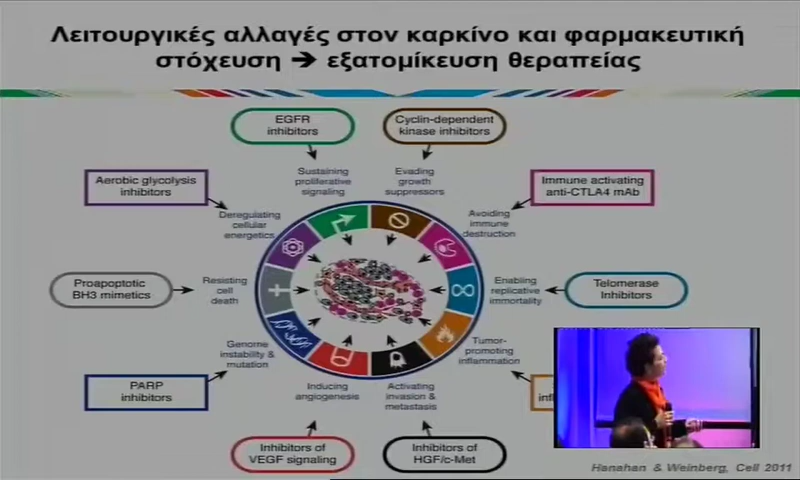 Λειτουργικές αλλαγές στον καρκίνο και φαρμακευτική
στόχευση → εξατομίκευση θεραπείας
EGFR
inhibitors
Cyclin-dependent
kinase inhibitors
Sustaining
proliferative
signaling
Evading
growth
suppressors
Aerobic glycolysis
inhibitors
Immune activating
anti-CTLA4 mAb
Deregulating
cellular
energetics
Avoiding
immune
destruction
Proapoptotic
BH3 mimetics
Resisting
cell
death
Enabling
replicative
immortality
Telomerase
Inhibitors
Genome
instability &
mutation
Tumor-
promoting
inflammation
PARP
inhibitors
Inducing
angiogenesis
Activating
invasion &
metastasis
Inhibitors of
VEGF signaling
Inhibitors of
HGF/c-Met
Hanahan & Weinberg, Cell 2011